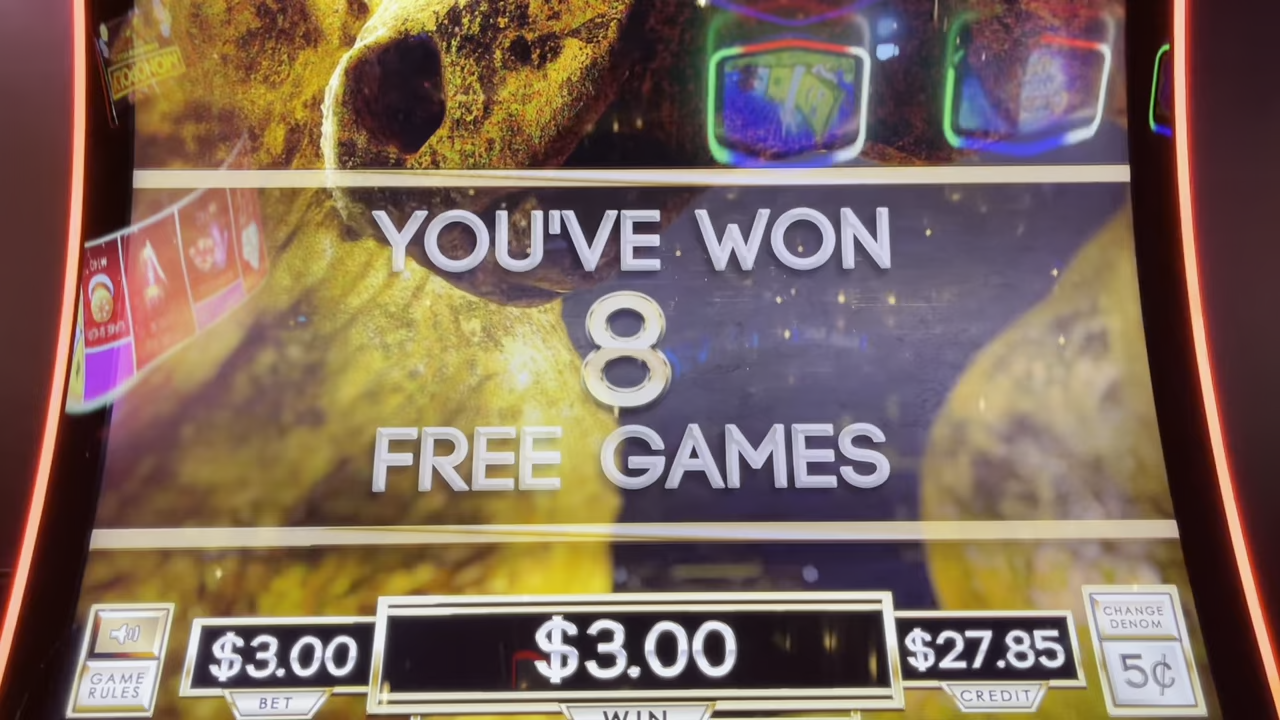 YOU'VE WON
8
FREE GAMES
GAME
RULES
$3.00
BET
$3.00
WIN
$27.85
CREDIT
CHANGE
DENOM
5¢